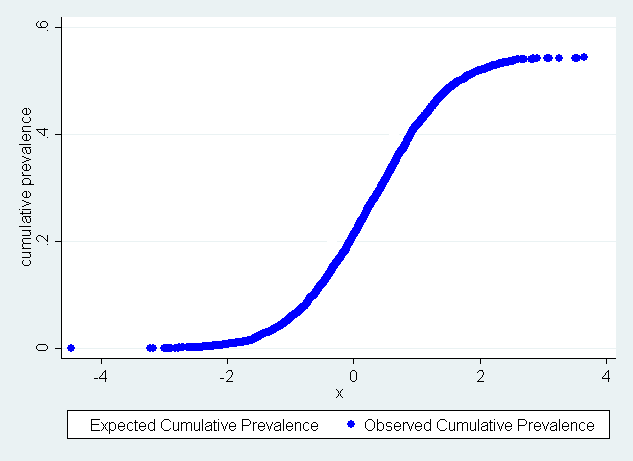 .6
.4
.2
0
cumulative prevalence
-4
-2
0
2
4
x
Expected Cumulative Prevalence
Observed Cumulative Prevalence